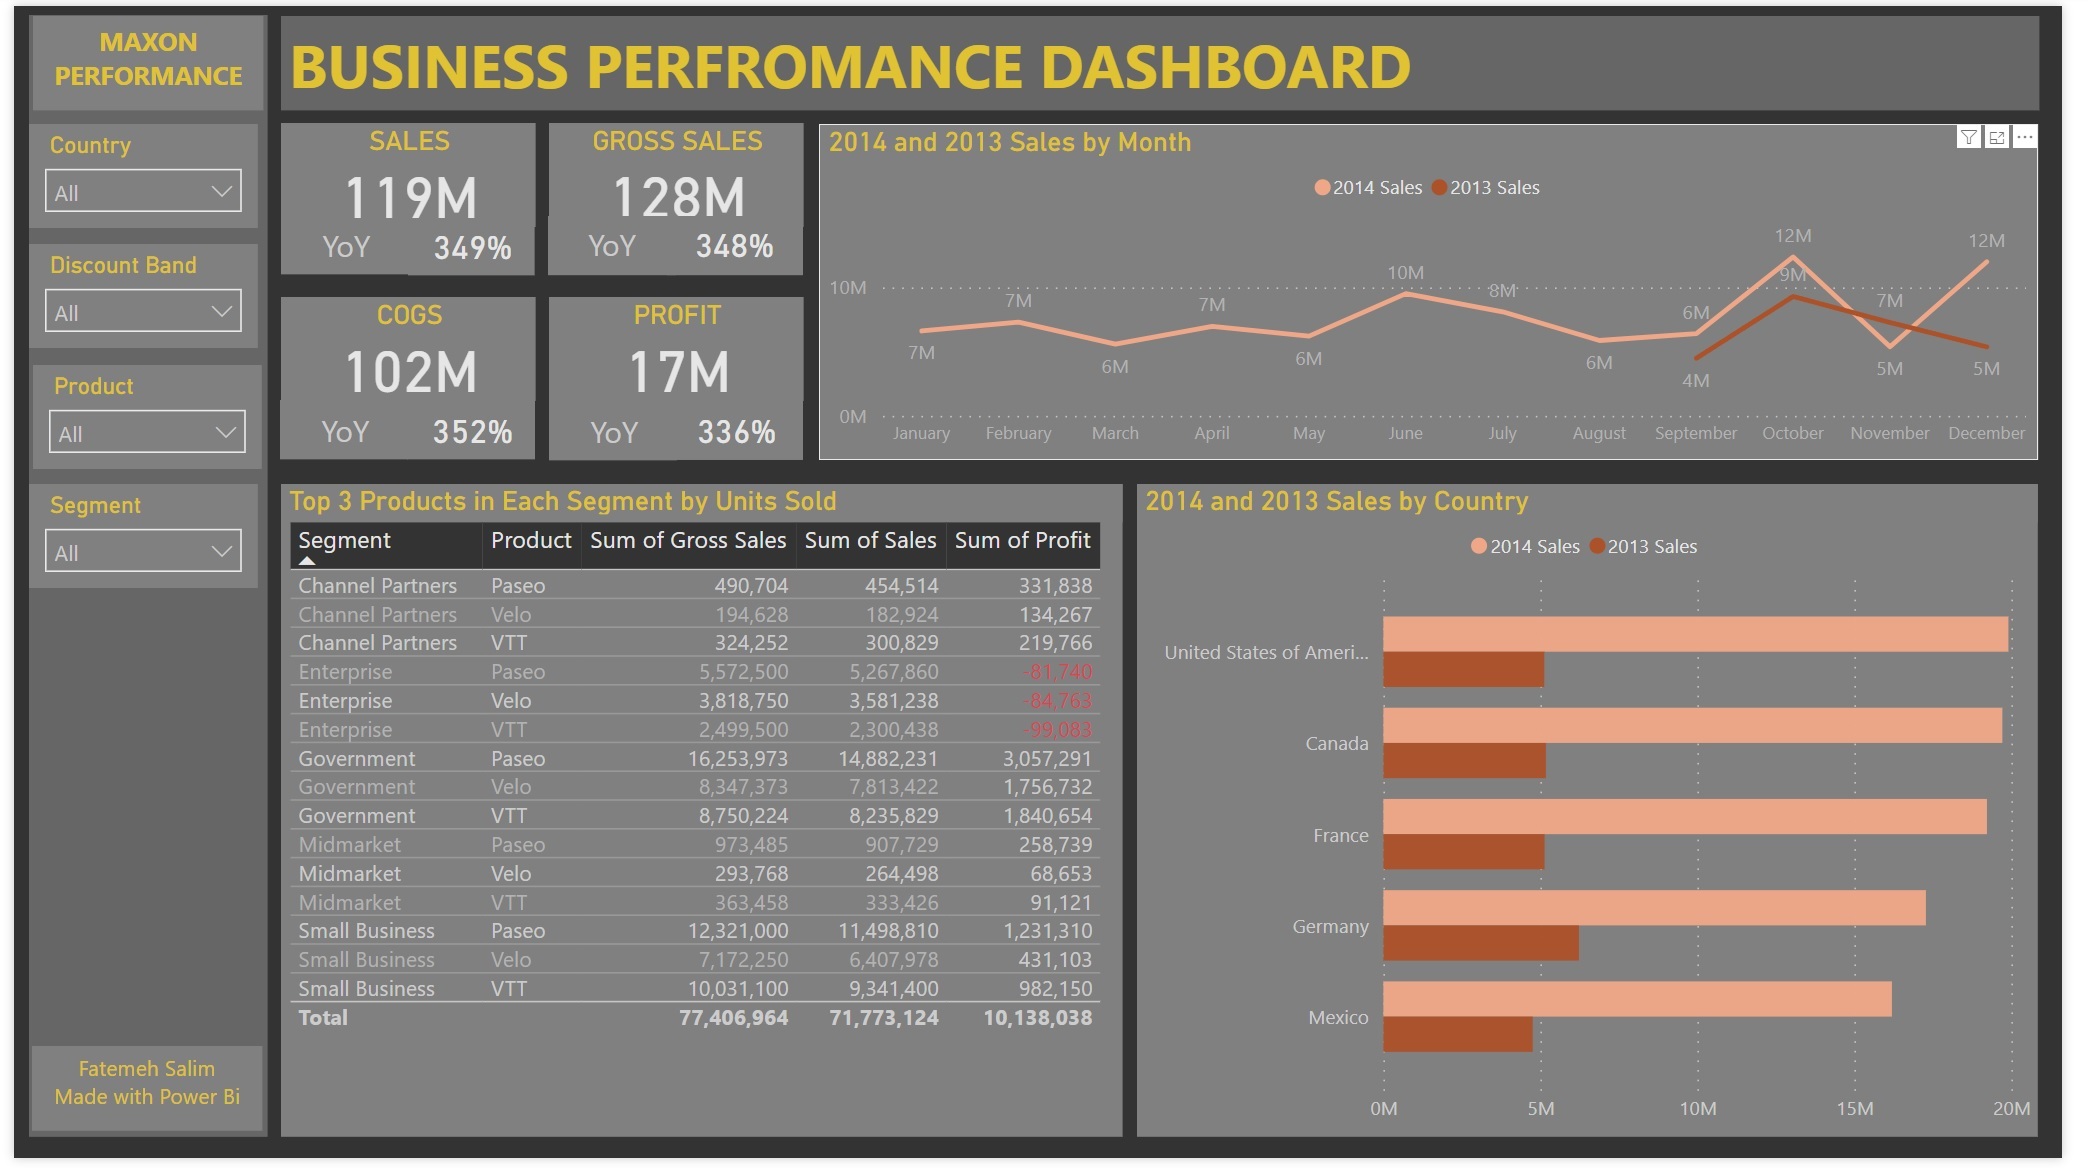 MAXON
PERFORMANCE
BUSINESS PERFROMANCE DASHBOARD
Country
All
Discount Band
All
Product
All
Segment
All
Fatemeh Salim
Made with Power Bi
SALES
119M
YoY 349%
GROSS SALES
128M
YoY 348%
COGS
102M
YoY 352%
PROFIT
17M
YoY 336%
2014 and 2013 Sales by Month
2014 Sales 2013 Sales
12M 12M
9M
10M 10M 8M
7M 7M 7M
6M
7M 6M 6M 6M 4M 5M 5M
0M
January February March April May June July August September October November December
Top 3 Products in Each Segment by Units Sold
Segment Product Sum of Gross Sales Sum of Sales Sum of Profit
Channel Partners Paseo 490,704 454,514 331,838
Channel Partners Velo 194,628 182,924 134,267
Channel Partners VTT 324,252 300,829 219,766
Enterprise Paseo 5,572,500 5,267,860 -81,740
Enterprise Velo 3,818,750 3,581,238 -84,763
Enterprise VTT 2,499,500 2,300,438 -99,083
Government Paseo 16,253,973 14,882,231 3,057,291
Government Velo 8,347,373 7,813,422 1,756,732
Government VTT 8,750,224 8,235,829 1,840,654
Midmarket Paseo 973,485 907,729 258,739
Midmarket Velo 293,768 264,498 68,653
Midmarket VTT 363,458 333,426 91,121
Small Business Paseo 12,321,000 11,498,810 1,231,310
Small Business Velo 7,172,250 6,407,978 431,103
Small Business VTT 10,031,100 9,341,400 982,150
Total 77,406,964 71,773,124 10,138,038
2014 and 2013 Sales by Country
2014 Sales 2013 Sales
United States of Ameri...
Canada
France
Germany
Mexico
0M 5M 10M 15M 20M